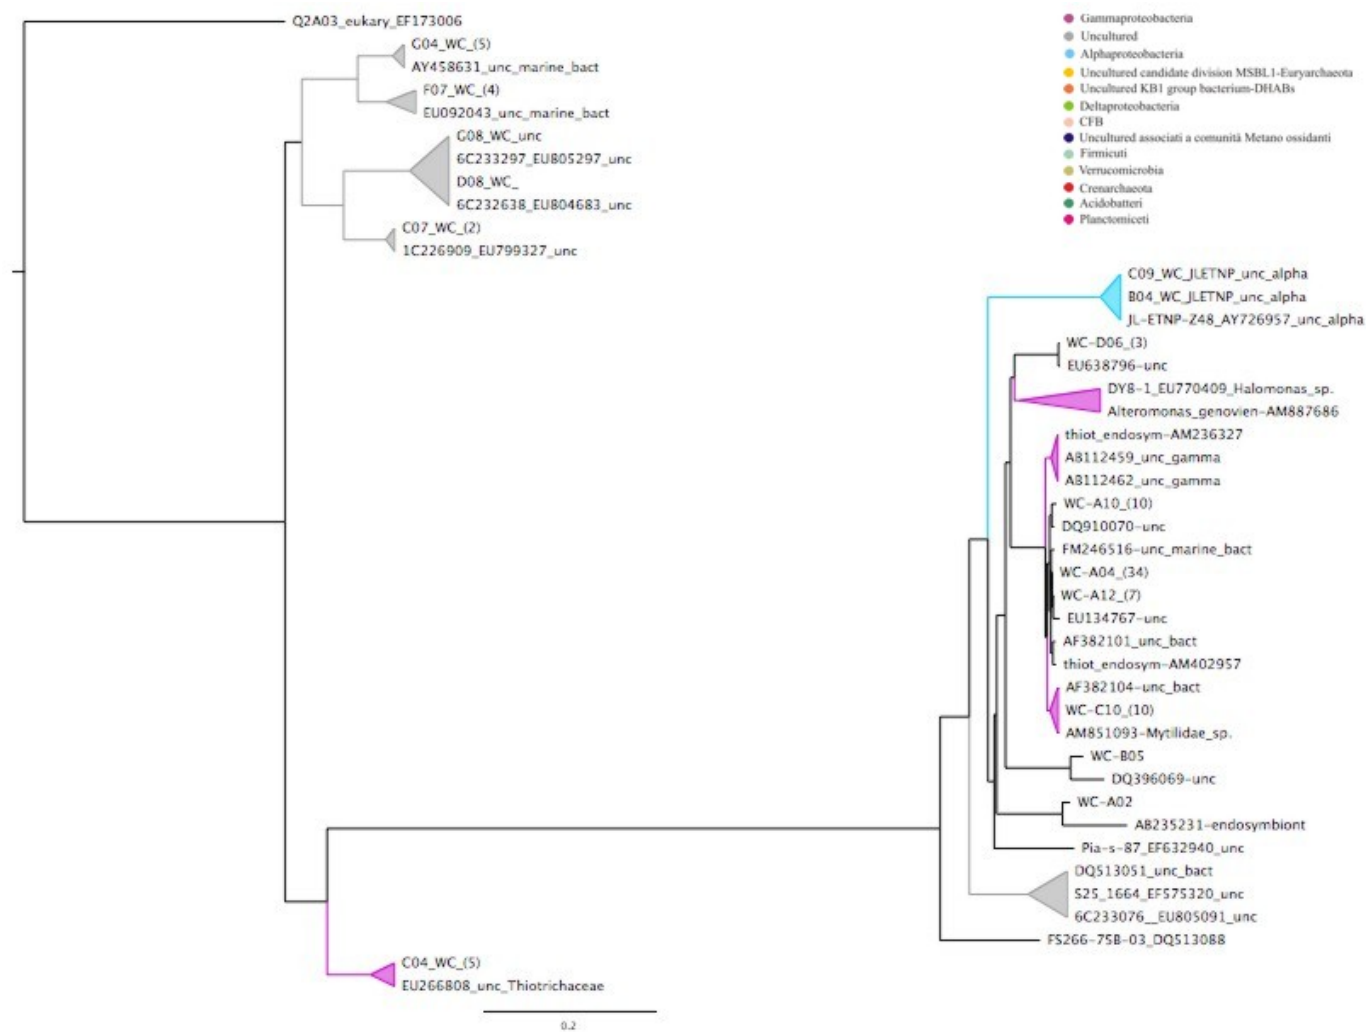 Q2A03_eukary_EF173006
G04_WC_(5)
AY458631_unc_marine_bact
F07_WC_(4)
EU092043_unc_marine_bact
G08_WC_unc
6C233297_EU805297_unc
D08_WC_
6C232638_EU804683_unc
C07_WC_(2)
1C226909_EU799327_unc
Gammaproteobacteria
Uncultured
Alphaproteobacteria
Uncultured candidate division MSBL1-Euryarchaeota
Uncultured KB1 group bacterium-DHABs
Deltaproteobacteria
CFB
Uncultured associati a comunità Metano ossidanti
Firmicuti
Verrucomicrobia
Crenarchaeota
Acidobatteri
Planctomiceti
C09_WC_JLETNP_unc_alpha
B04_WC_JLETNP_unc_alpha
JL-ETNP-Z48_AY726957_unc_alpha
WC-D06_(3)
EU638796-unc
DY8-1_EU770409_Halomonas_sp.
Alteromonas_genovien-AM887686
thiot_endosym-AM236327
AB112459_unc_gamma
AB112462_unc_gamma
WC-A10_(10)
DQ910070-unc
FM246516-unc_marine_bact
WC-A04_(34)
WC-A12_(7)
EU134767-unc
AF382101_unc_bact
thiot_endosym-AM402957
AF382104-unc_bact
WC-C10_(10)
AM851093-Mytilidae_sp.
WC-B05
DQ396069-unc
WC-A02
AB235231-endosymbiont
Pia-s-87_EF632940_unc
DQ513051_unc_bact
S25_1664_EF575320_unc
6C233076__EU805091_unc
FS266-75B-03_DQ513088
C04_WC_(5)
EU266808_unc_Thiotrichaceae
0.2